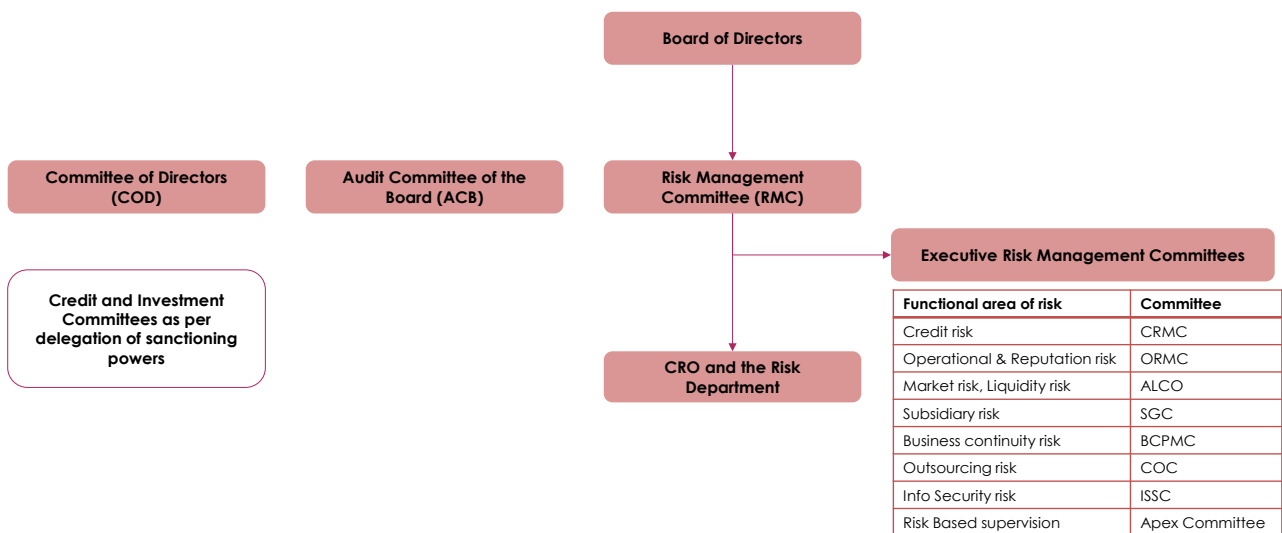 Board of Directors
Committee of Directors
(COD)
Audit Committee of the
Board (ACB)
Risk Management
Committee (RMC)
Executive Risk Management Committees
Credit and Investment
Committees as per
delegation of sanctioning
powers
CRO and the Risk
Department
Functional area of risk Committee
Credit risk CRMC
Operational & Reputation risk ORMC
Market risk, Liquidity risk ALCO
Subsidiary risk SGC
Business continuity risk BCPMC
Outsourcing risk COC
Info Security risk ISSC
Risk Based supervision Apex Committee